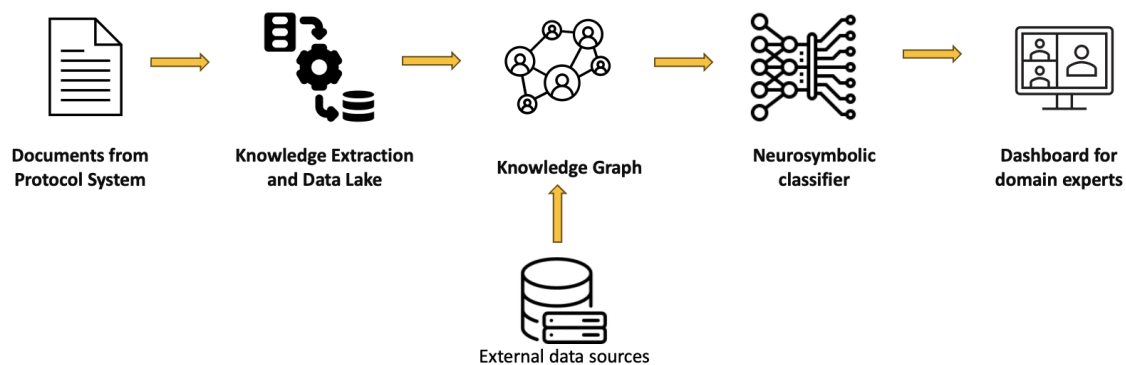 Documents from
Protocol System
Knowledge Extraction
and Data Lake
Knowledge Graph
Neurosymbolic
classifier
Dashboard for
domain experts
External data sources